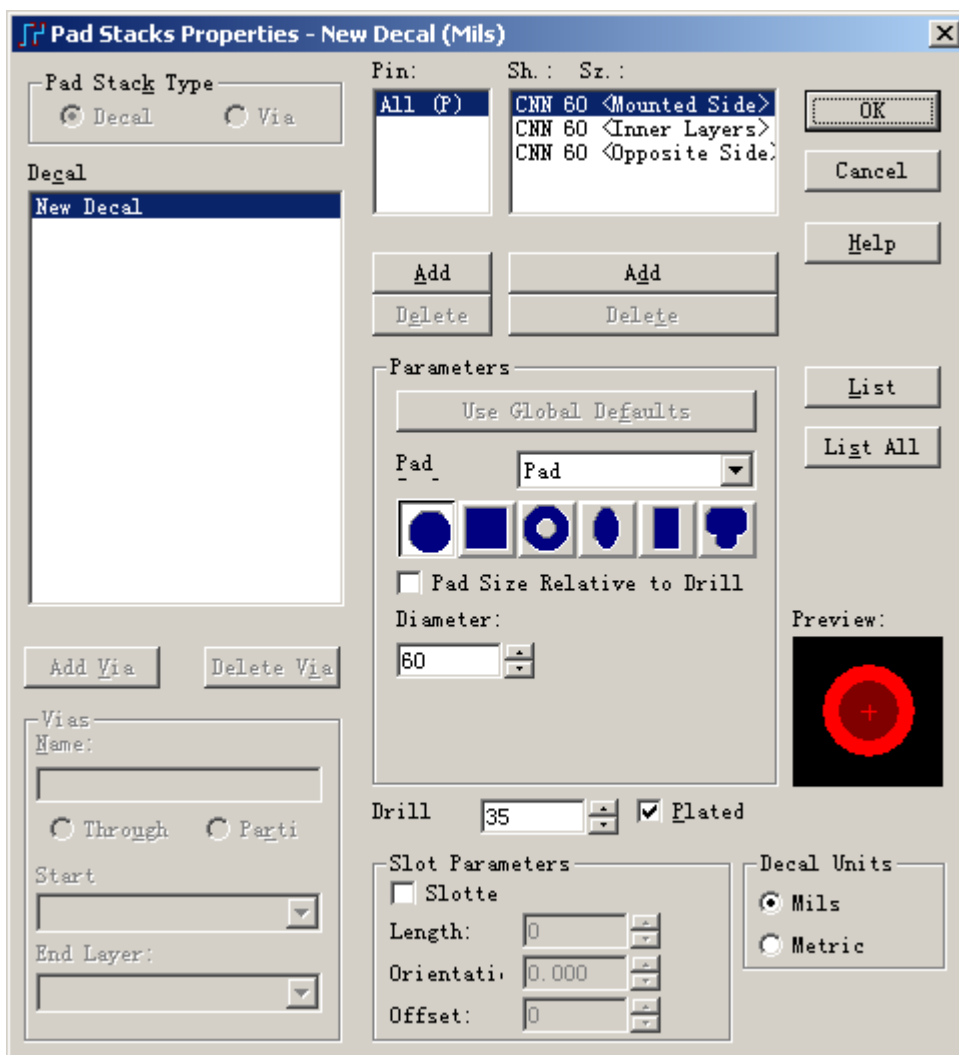 Pad Stacks Properties - New Decal (Mils)
Pad Stack Type
Decal
Via
Decal
New Decal
Add Via
Delete Via
Vias
Name:
Through
Parti
Start
End Layer:
Pin:
All (P)
Add
Delete
Sh.: Sz.:
CNN 60 <Mounted Side>
CNN 60 <Inner Layers>
CNN 60 <Opposite Side>
Add
Delete
Parameters
Use Global Defaults
Pad
Pad
Pad Size Relative to Drill
Diameter:
60
Drill
35
Plated
Slot Parameters
Slotte
Length:
0
Orientati
0.000
Offset:
0
OK
Cancel
Help
List
List All
Preview:
Decal Units
Mils
Metric